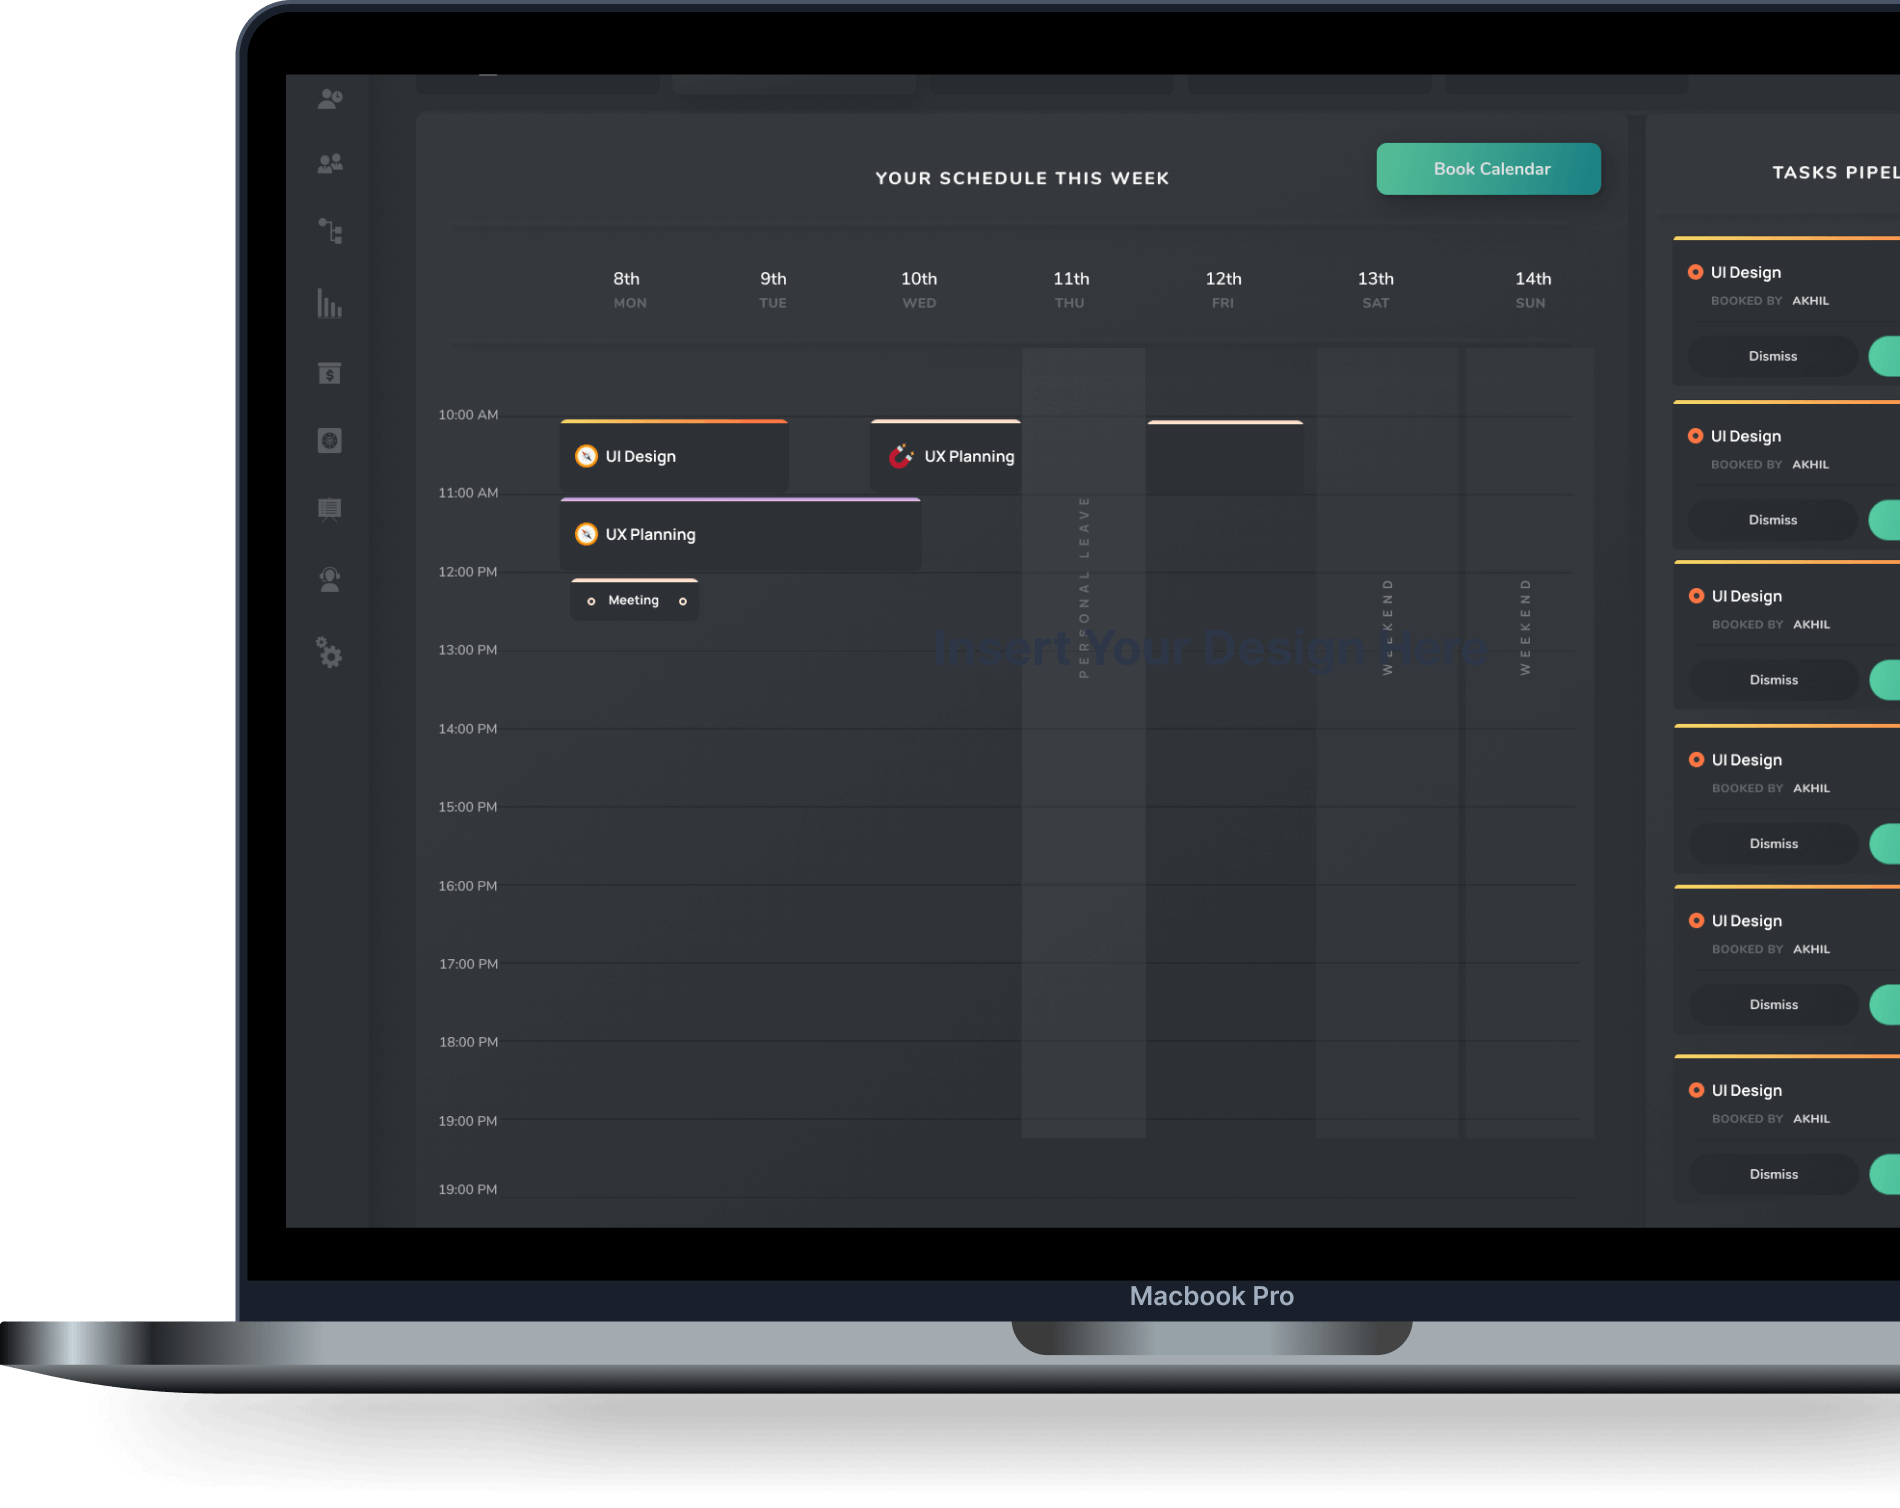 YOUR SCHEDULE THIS WEEK
Book Calendar
8th 9th 10th 11th 12th 13th 14th
MON TUE WED THU FRI SAT SUN
10:00 AM
UI Design
UX Planning
11:00 AM
UX Planning
12:00 PM
Meeting
13:00 PM
14:00 PM
15:00 PM
16:00 PM
17:00 PM
18:00 PM
19:00 PM
19:00 PM
PERSONAL LEAVE
WEEKEND
WEEKEND
Insert Your Design Here
TASKS PIPEL
UI Design
BOOKED BY AKHIL
Dismiss
UI Design
BOOKED BY AKHIL
Dismiss
UI Design
BOOKED BY AKHIL
Dismiss
UI Design
BOOKED BY AKHIL
Dismiss
UI Design
BOOKED BY AKHIL
Dismiss
UI Design
BOOKED BY AKHIL
Dismiss
Macbook Pro